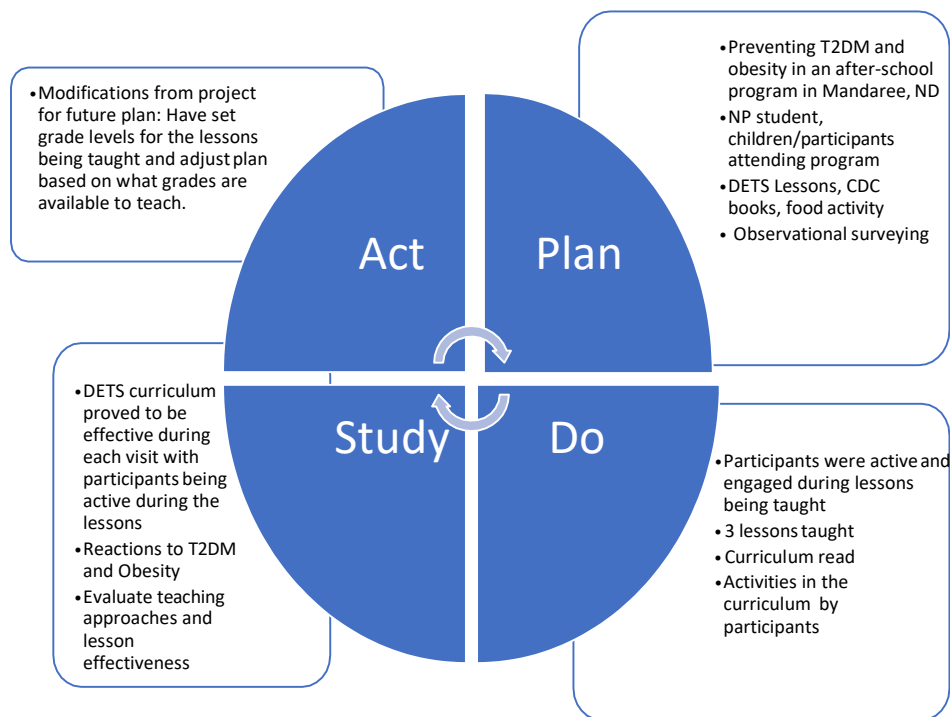 •Modifications from project
for future plan: Have set
grade levels for the lessons
being taught and adjust plan
based on what grades are
available to teach.
•Preventing T2DM and
obesity in an after-school
program in Mandaree, ND
•NP student,
children/participants
attending program
•DETS Lessons, CDC
books, food activity
• Observational surveying
Act
Plan
Study
Do
•DETS curriculum
proved to be
effective during
each visit with
participants being
active during the
lessons
•Reactions to T2DM
and Obesity
•Evaluate teaching
approaches and
lesson
effectiveness
•Participants were active and
engaged during lessons
being taught
•3 lessons taught
•Curriculum read
•Activities in the
curriculum by
participants